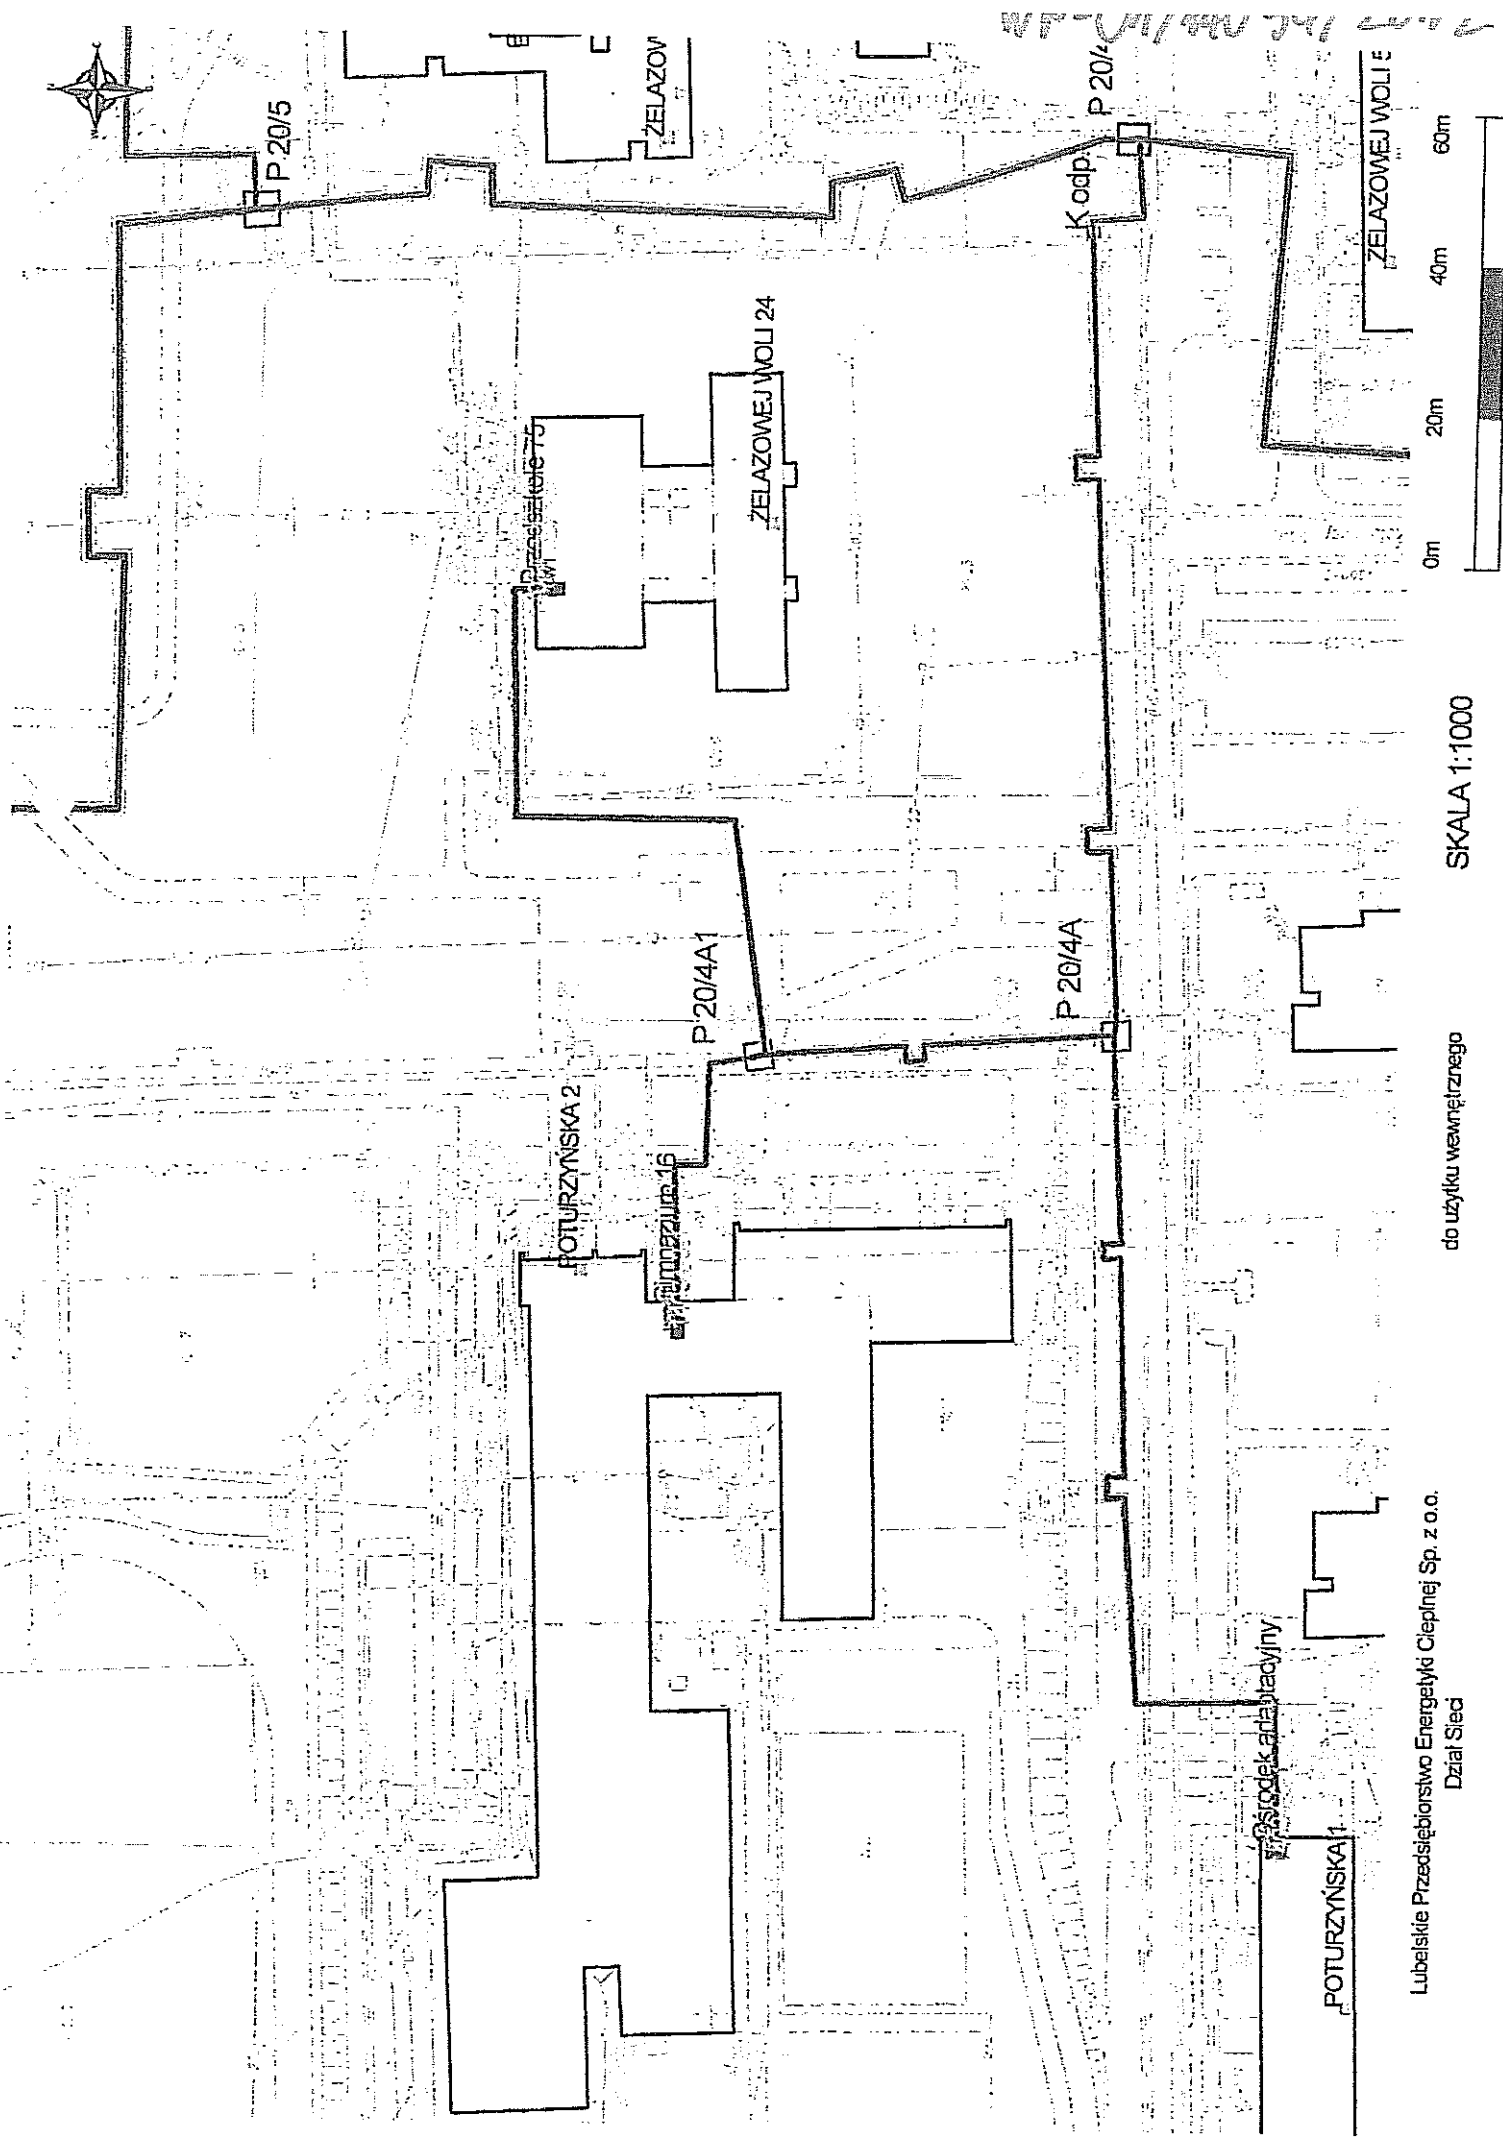 P 20/5
ŻELAZOW
P 20/4
K odp.
ŻELAZOWEJ WOLI 5
Przedszkole 75
ŻELAZOWEJ WOLI 24
P 20/4A1
P 20/4A
POTURZYŃSKA 2
Gimnazjum 16
Ośrodek adaptacyjny
POTURZYŃSKA 1
0m
20m
40m
60m
SKALA 1:1000
do użytku wewnętrznego
Lubelskie Przedsiębiorstwo Energetyki Cieplnej Sp. z o.o.
Dział Sieci